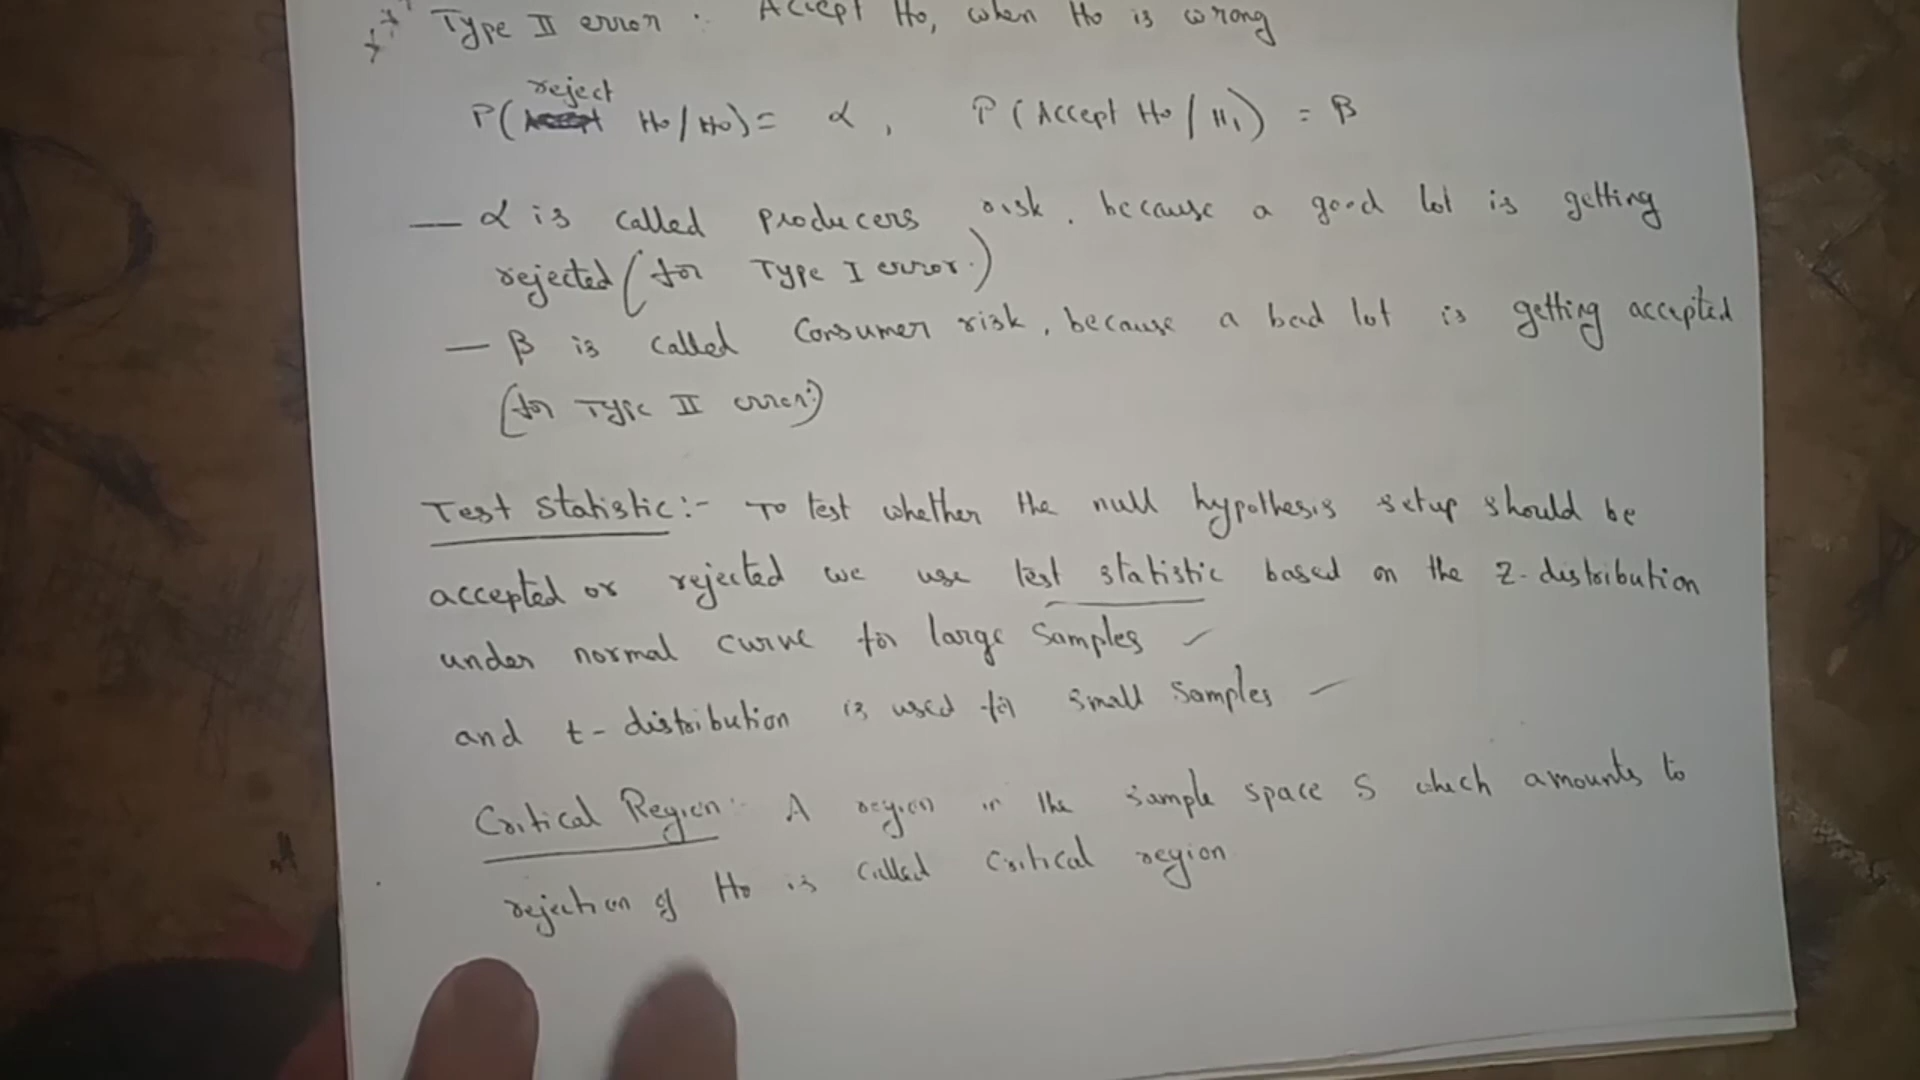 Type II error : Accept Ho, when Ho is wrong
reject
P( Ho/Ho) = α, P(Accept Ho/H1) = β
— α is called producers risk, because a good lot is getting
rejected (for Type I error.)
— β is called Consumer risk, because a bad lot is getting accepted
(for Type II error.)
Test Statistic:- To test whether the null hypothesis setup should be
accepted or rejected we use test statistic based on the Z-distribution
under normal curve for large samples
and t-distribution is used for small samples
Critical Region:- A region in the sample space S which amounts to
rejection of Ho is called critical region